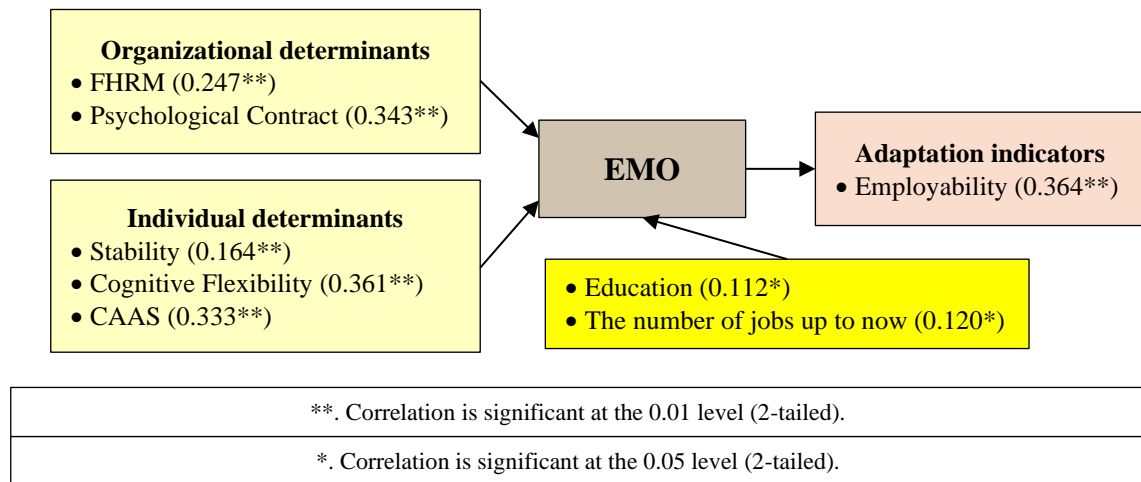 Organizational determinants
• FHRM (0.247**)
• Psychological Contract (0.343**)
Individual determinants
• Stability (0.164**)
• Cognitive Flexibility (0.361**)
• CAAS (0.333**)
EMO
Adaptation indicators
• Employability (0.364**)
• Education (0.112*)
• The number of jobs up to now (0.120*)
**. Correlation is significant at the 0.01 level (2-tailed).
*. Correlation is significant at the 0.05 level (2-tailed).